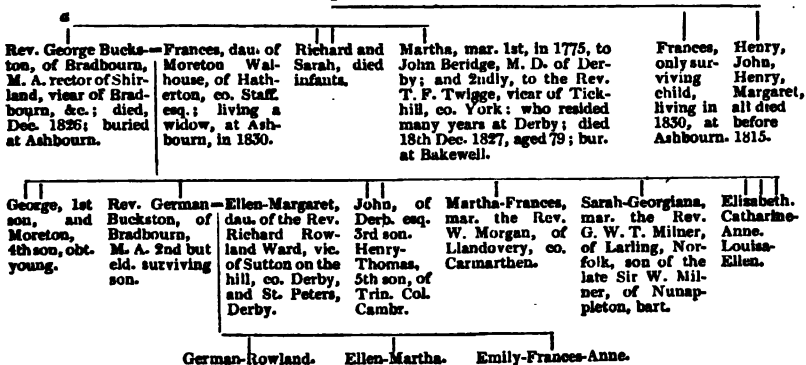 a
Rev. George Bucks-
ton, of Bradbourn,
M. A. rector of Shir-
land, vicar of Brad-
bourn, &c.; died,
Dec. 1826; buried
at Ashbourn.
Frances, dau. of
Moreton Wal-
house, of Hath-
erton, co. Staff.
esq.; living a
widow, at Ash-
bourn, in 1830.
Richard and
Sarah, died
infants.
Martha, mar. 1st, in 1775, to
John Beridge, M. D. of Der-
by; and 2ndly, to the Rev.
T. F. Twigge, vicar of Tick-
hill, co. York: who resided
many years at Derby; died
18th Dec. 1827, aged 79; bur.
at Bakewell.
Frances,
only sur-
viving
child,
living in
1830, at
Ashbourn.
Henry,
John,
Henry,
Margaret,
all died
before
1815.
George, 1st
son, and
Moreton,
4th son, obt.
young.
Rev. German
Buckston, of
Bradbourn,
M. A. 2nd but
eld. surviving
son.
Ellen-Margaret,
dau. of the Rev.
Richard Row-
land Ward, vic.
of Sutton on the
hill, co. Derby,
and St. Peters,
Derby.
John, of
Derb. esq.
3rd son.
Henry-
Thomas,
5th son, of
Trin. Col.
Cambr.
Martha-Frances,
mar. the Rev.
W. Morgan, of
Llandovery, co.
Carmarthen.
Sarah-Georgiana,
mar. the Rev.
G. W. T. Milner,
of Larling, Nor-
folk, son of the
late Sir W. Mil-
ner, of Nunap-
pleton, bart.
Elizabeth.
Catharine-
Anne.
Louisa-
Ellen.
German-Rowland.
Ellen-Martha.
Emily-Frances-Anne.